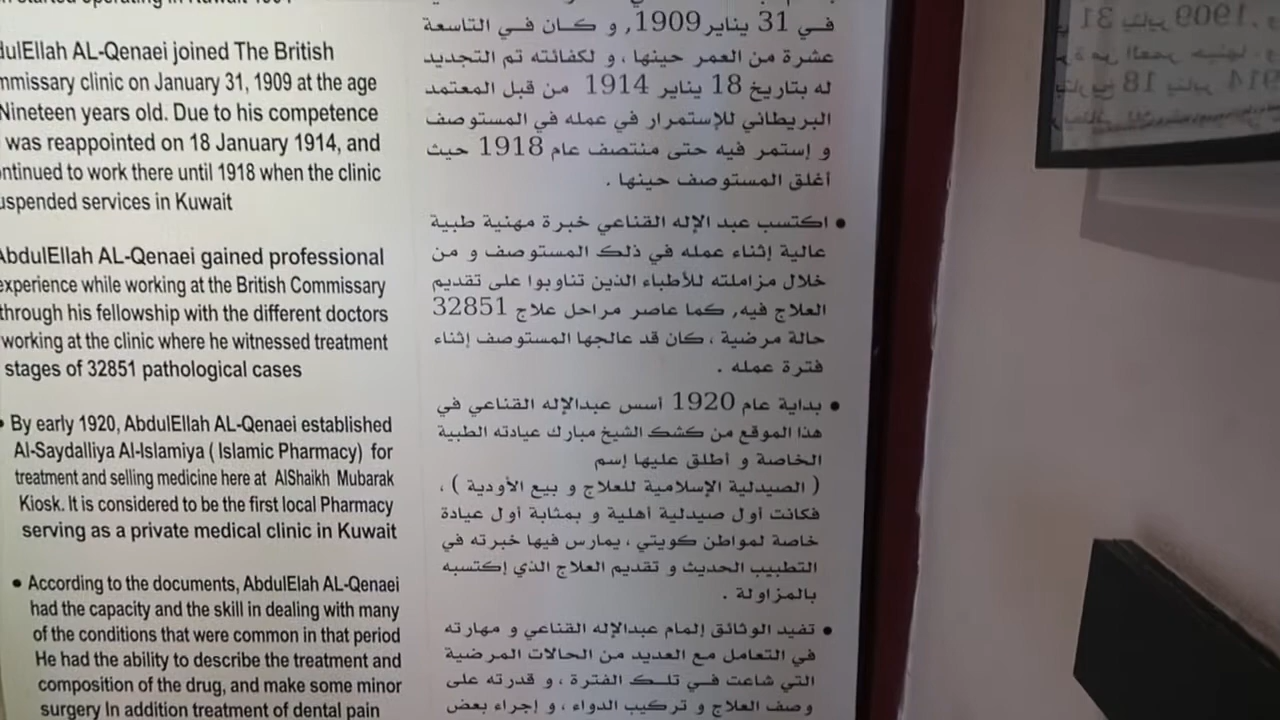 started operating in Kuwait 1904
AbdulEllah AL-Qenaei joined The British
Commissary clinic on January 31, 1909 at the age
Nineteen years old. Due to his competence
was reappointed on 18 January 1914, and
continued to work there until 1918 when the clinic
suspended services in Kuwait
AbdulEllah AL-Qenaei gained professional
experience while working at the British Commissary
through his fellowship with the different doctors
working at the clinic where he witnessed treatment
stages of 32851 pathological cases
• By early 1920, AbdulEllah AL-Qenaei established
Al-Saydalliya Al-Islamiya ( Islamic Pharmacy) for
treatment and selling medicine here at AlShaikh Mubarak
Kiosk. It is considered to be the first local Pharmacy
serving as a private medical clinic in Kuwait
• According to the documents, AbdulElah AL-Qenaei
had the capacity and the skill in dealing with many
of the conditions that were common in that period
He had the ability to describe the treatment and
composition of the drug, and make some minor
surgery In addition treatment of dental pain
في 31 يناير 1909, و كان في التاسعة
عشرة من العمر حينها ، و لكفائته تم التجديد
له بتاريخ 18 يناير 1914 من قبل المعتمد
البريطاني للإستمرار في عمله في المستوصف
و إستمر فيه حتى منتصف عام 1918 حيث
أغلق المستوصف حينها .
• اكتسب عبد الإله القناعي خبرة مهنية طبية
عالية إثناء عمله في ذلك المستوصف و من
خلال مزاملته للأطباء الذين تناوبوا على تقديم
العلاج فيه, كما عاصر مراحل علاج 32851
حالة مرضية ، كان قد عالجها المستوصف إثناء
فترة عمله .
• بداية عام 1920 أسس عبدالإله القناعي في
هذا الموقع من كشك الشيخ مبارك عيادته الطبية
الخاصة و أطلق عليها إسم
( الصيدلية الإسلامية للعلاج و بيع الأودية ) ،
فكانت أول صيدلية أهلية و بمثابة أول عيادة
خاصة لمواطن كويتي ، يمارس فيها خبرته في
التطبيب الحديث و تقديم العلاج الذي إكتسبه
بالمزاولة .
• تفيد الوثائق إلمام عبدالإله القناعي و مهارته
في التعامل مع العديد من الحالات المرضية
التي شاعت في تلك الفترة ، و قدرته على
وصف العلاج و تركيب الدواء ، و إجراء بعض